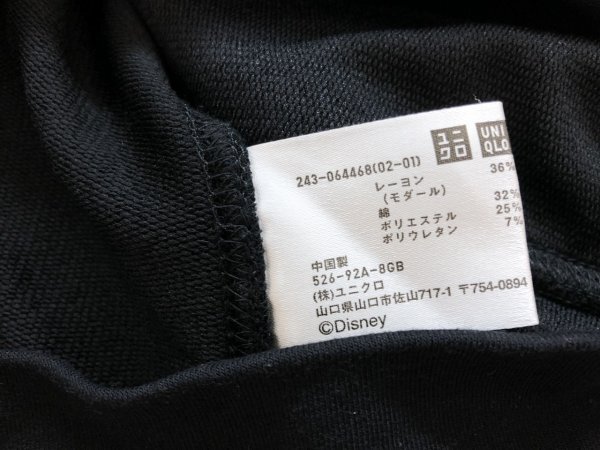 ユニクロ
UNIQLO
243-064468(02-01)
レーヨン 36%
(モダール)
綿 32%
ポリエステル 25%
ポリウレタン 7%
中国製
526-92A-8GB
(株)ユニクロ
山口県山口市佐山717-1 〒754-0894
©Disney